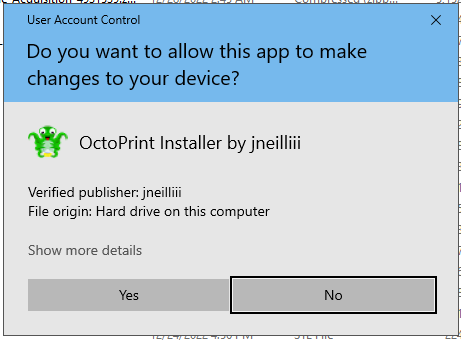 User Account Control
Do you want to allow this app to make
changes to your device?
OctoPrint Installer by jneilliii
Verified publisher: jneilliii
File origin: Hard drive on this computer
Show more details
Yes
No